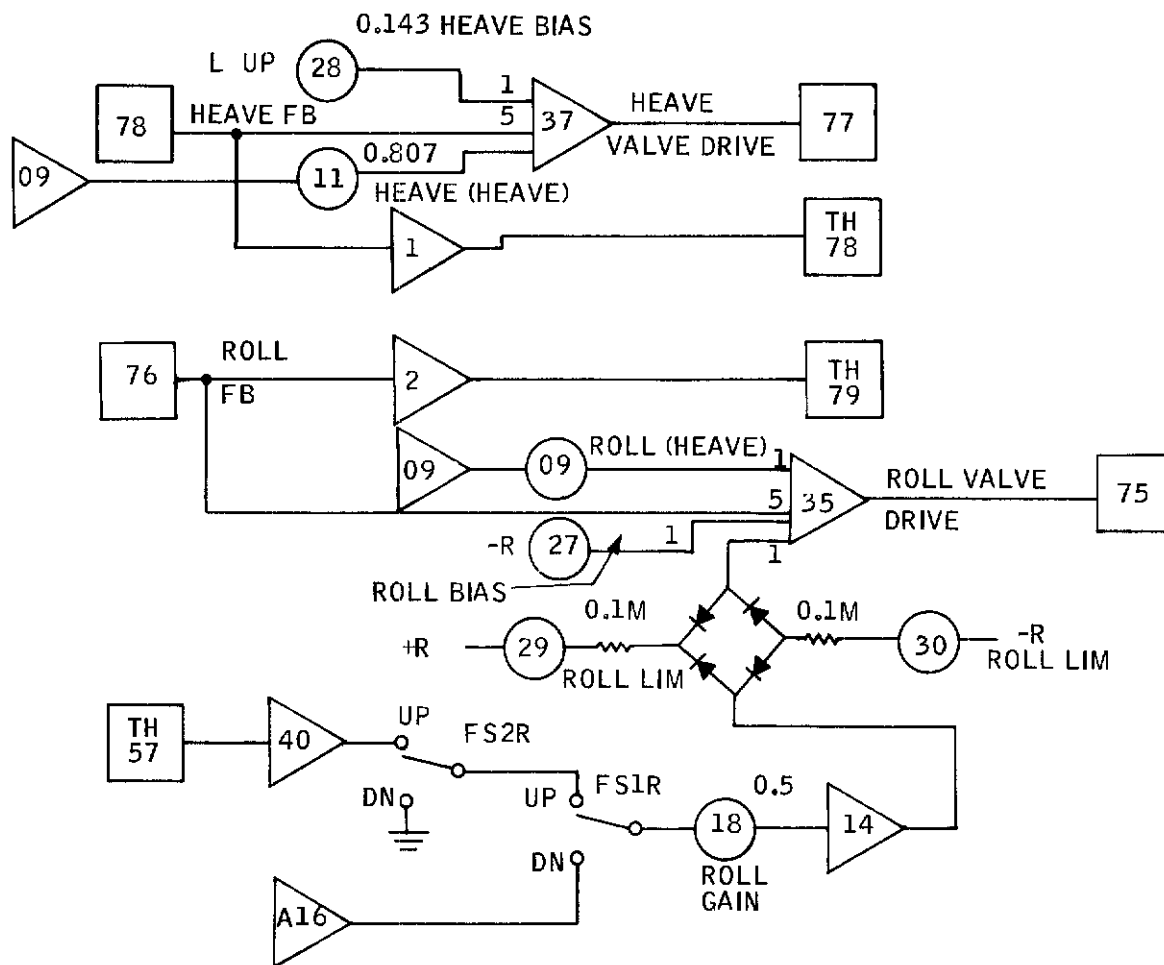 0.143 HEAVE BIAS
L UP
28
1
HEAVE
78
HEAVE FB
5
37
77
VALVE DRIVE
09
0.807
11
HEAVE (HEAVE)
1
TH
78
76
ROLL
FB
2
TH
79
09
09
ROLL (HEAVE)
1
5
35
ROLL VALVE
DRIVE
75
-R
27
1
1
ROLL BIAS
0.1M
0.1M
+R
29
ROLL LIM
30
-R
ROLL LIM
TH
57
40
UP
FS2R
DN
UP
FS1R
0.5
18
14
DN
ROLL
GAIN
A16